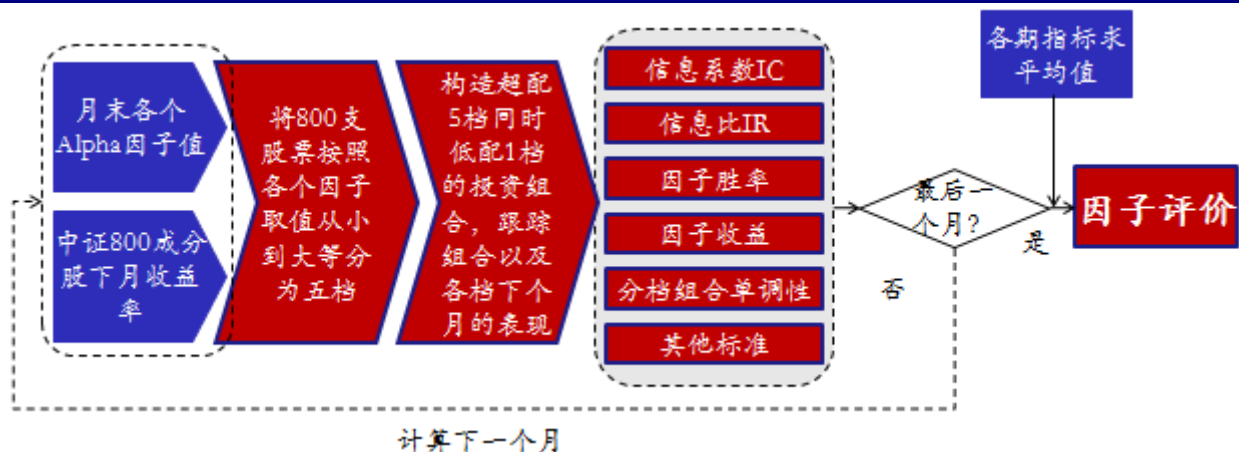 月末各个
Alpha因子值
中证800成分
股下月收益
率
将800支
股票按照
各个因子
取值从小
到大等分
为五档
构造超配
5档同时
低配1档
的投资组
合，跟踪
组合以及
各档下个
月的表现
信息系数IC
信息比IR
因子胜率
因子收益
分档组合单调性
其他标准
最后一
个月?
否
是
各期指标求
平均值
因子评价
计算下一个月